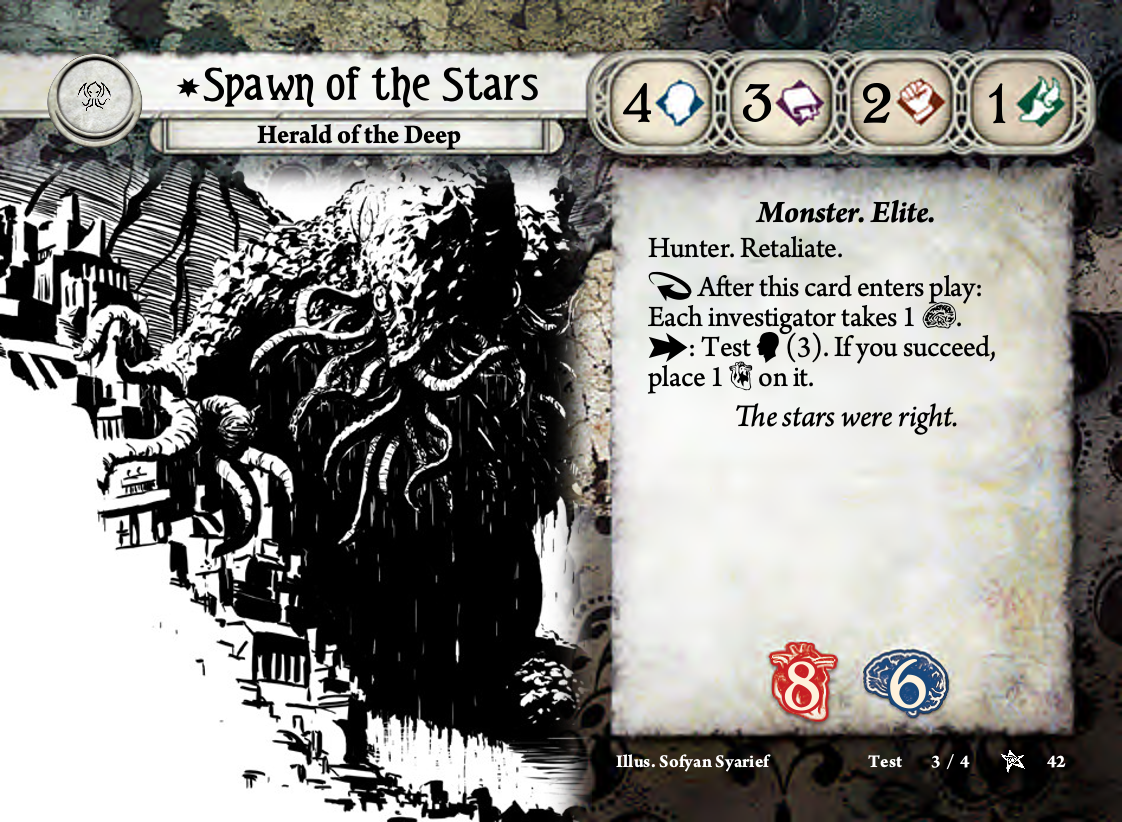 Spawn of the Stars
Herald of the Deep
4 3 2 1
Monster. Elite.
Hunter. Retaliate.
After this card enters play:
Each investigator takes 1 .
: Test (3). If you succeed,
place 1 on it.
The stars were right.
8 6
Illus. Sofyan Syarief Test 3 / 4 42